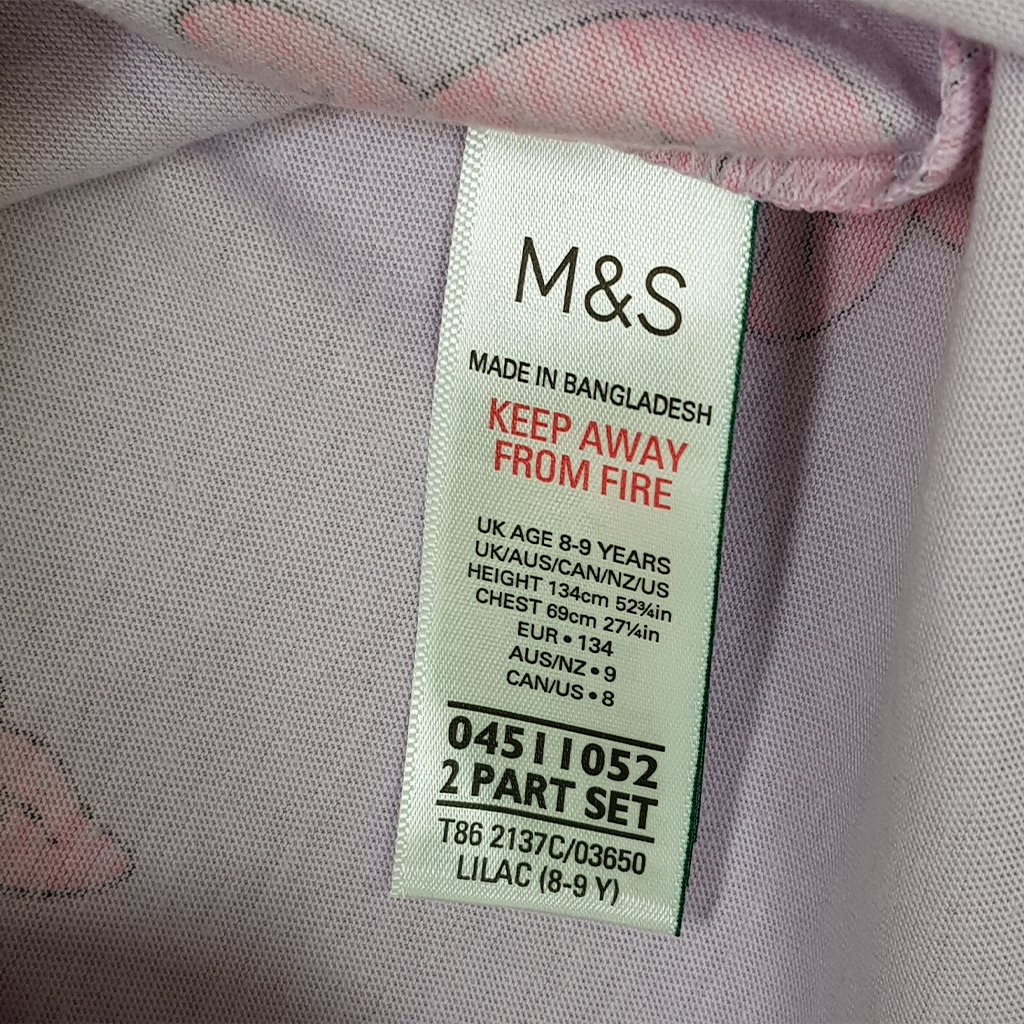 M&S
MADE IN BANGLADESH
KEEP AWAY
FROM FIRE
UK AGE 8-9 YEARS
UK/AUS/CAN/NZ/US
HEIGHT 134cm 52¾in
CHEST 69cm 27¼in
EUR • 134
AUS/NZ • 9
CAN/US • 8
04511052
2 PART SET
T86 2137C/03650
LILAC (8-9 Y)